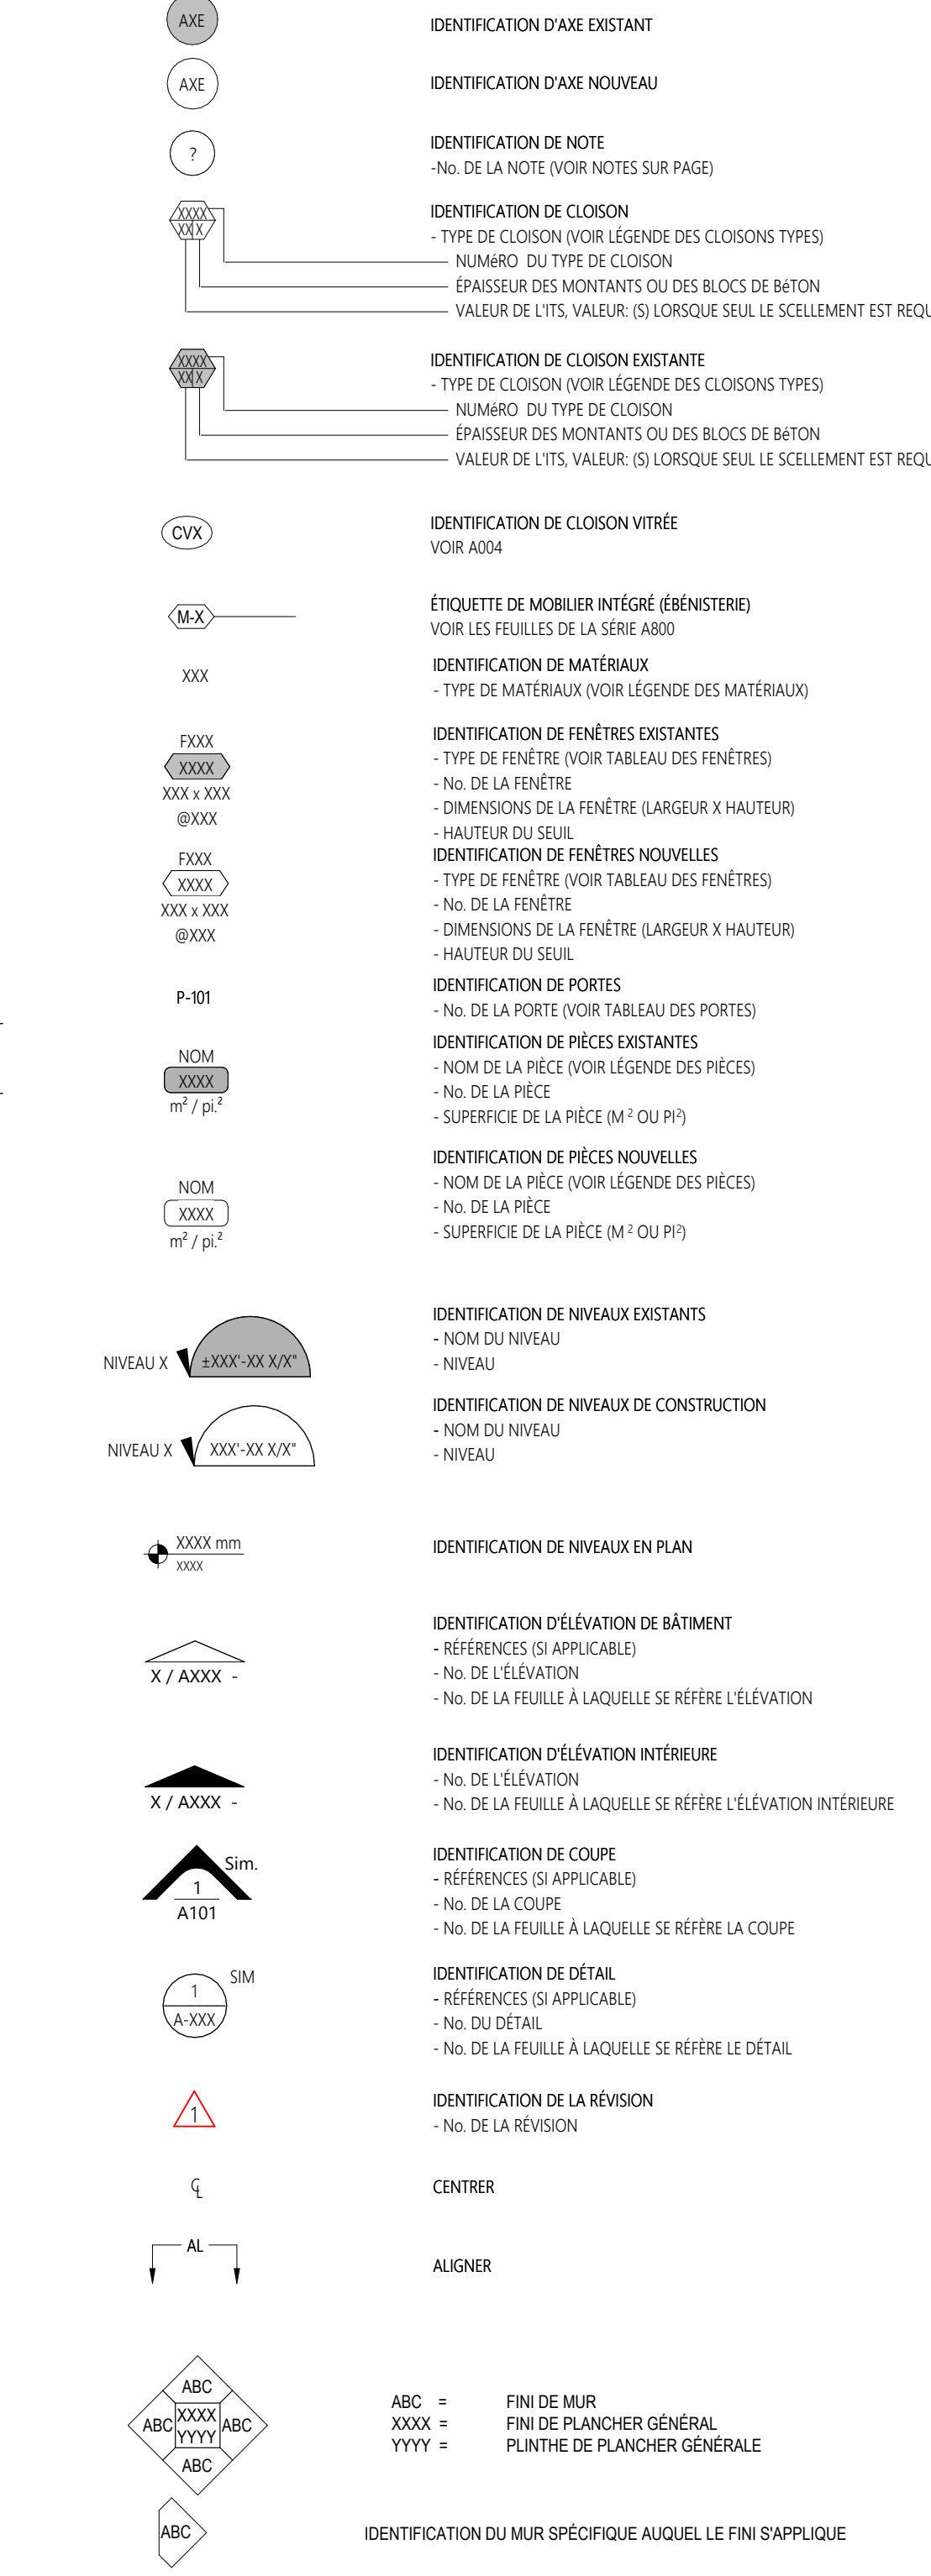 AXE
IDENTIFICATION D'AXE EXISTANT
AXE
IDENTIFICATION D'AXE NOUVEAU
?
IDENTIFICATION DE NOTE
-No. DE LA NOTE (VOIR NOTES SUR PAGE)
XXXX
XX X
IDENTIFICATION DE CLOISON
- TYPE DE CLOISON (VOIR LÉGENDE DES CLOISONS TYPES)
NUMéRO DU TYPE DE CLOISON
ÉPAISSEUR DES MONTANTS OU DES BLOCS DE BéTON
VALEUR DE L'ITS, VALEUR: (S) LORSQUE SEUL LE SCELLEMENT EST REQU
XXXX
XX X
IDENTIFICATION DE CLOISON EXISTANTE
- TYPE DE CLOISON (VOIR LÉGENDE DES CLOISONS TYPES)
NUMéRO DU TYPE DE CLOISON
ÉPAISSEUR DES MONTANTS OU DES BLOCS DE BéTON
VALEUR DE L'ITS, VALEUR: (S) LORSQUE SEUL LE SCELLEMENT EST REQU
CVX
IDENTIFICATION DE CLOISON VITRÉE
VOIR A004
M-X
ÉTIQUETTE DE MOBILIER INTÉGRÉ (ÉBÉNISTERIE)
VOIR LES FEUILLES DE LA SÉRIE A800
XXX
IDENTIFICATION DE MATÉRIAUX
- TYPE DE MATÉRIAUX (VOIR LÉGENDE DES MATÉRIAUX)
FXXX
XXXX
XXX x XXX
@XXX
IDENTIFICATION DE FENÊTRES EXISTANTES
- TYPE DE FENÊTRE (VOIR TABLEAU DES FENÊTRES)
- No. DE LA FENÊTRE
- DIMENSIONS DE LA FENÊTRE (LARGEUR X HAUTEUR)
- HAUTEUR DU SEUIL
FXXX
XXXX
XXX x XXX
@XXX
IDENTIFICATION DE FENÊTRES NOUVELLES
- TYPE DE FENÊTRE (VOIR TABLEAU DES FENÊTRES)
- No. DE LA FENÊTRE
- DIMENSIONS DE LA FENÊTRE (LARGEUR X HAUTEUR)
- HAUTEUR DU SEUIL
P-101
IDENTIFICATION DE PORTES
- No. DE LA PORTE (VOIR TABLEAU DES PORTES)
NOM
XXXX
m² / pi.²
IDENTIFICATION DE PIÈCES EXISTANTES
- NOM DE LA PIÈCE (VOIR LÉGENDE DES PIÈCES)
- No. DE LA PIÈCE
- SUPERFICIE DE LA PIÈCE (M ² OU PI²)
NOM
XXXX
m² / pi.²
IDENTIFICATION DE PIÈCES NOUVELLES
- NOM DE LA PIÈCE (VOIR LÉGENDE DES PIÈCES)
- No. DE LA PIÈCE
- SUPERFICIE DE LA PIÈCE (M ² OU PI²)
NIVEAU X
±XXX'-XX X/X"
IDENTIFICATION DE NIVEAUX EXISTANTS
- NOM DU NIVEAU
- NIVEAU
NIVEAU X
XXX'-XX X/X"
IDENTIFICATION DE NIVEAUX DE CONSTRUCTION
- NOM DU NIVEAU
- NIVEAU
XXXX mm
XXXX
IDENTIFICATION DE NIVEAUX EN PLAN
X / AXXX -
IDENTIFICATION D'ÉLÉVATION DE BÂTIMENT
- RÉFÉRENCES (SI APPLICABLE)
- No. DE L'ÉLÉVATION
- No. DE LA FEUILLE À LAQUELLE SE RÉFÈRE L'ÉLÉVATION
X / AXXX -
IDENTIFICATION D'ÉLÉVATION INTÉRIEURE
- No. DE L'ÉLÉVATION
- No. DE LA FEUILLE À LAQUELLE SE RÉFÈRE L'ÉLÉVATION INTÉRIEURE
Sim.
1
A101
IDENTIFICATION DE COUPE
- RÉFÉRENCES (SI APPLICABLE)
- No. DE LA COUPE
- No. DE LA FEUILLE À LAQUELLE SE RÉFÈRE LA COUPE
SIM
1
A-XXX
IDENTIFICATION DE DÉTAIL
- RÉFÉRENCES (SI APPLICABLE)
- No. DU DÉTAIL
- No. DE LA FEUILLE À LAQUELLE SE RÉFÈRE LE DÉTAIL
1
IDENTIFICATION DE LA RÉVISION
- No. DE LA RÉVISION
℄
CENTRER
AL
ALIGNER
ABC
ABC XXXX ABC
YYYY
ABC
ABC = FINI DE MUR
XXXX = FINI DE PLANCHER GÉNÉRAL
YYYY = PLINTHE DE PLANCHER GÉNÉRALE
ABC
IDENTIFICATION DU MUR SPÉCIFIQUE AUQUEL LE FINI S'APPLIQUE